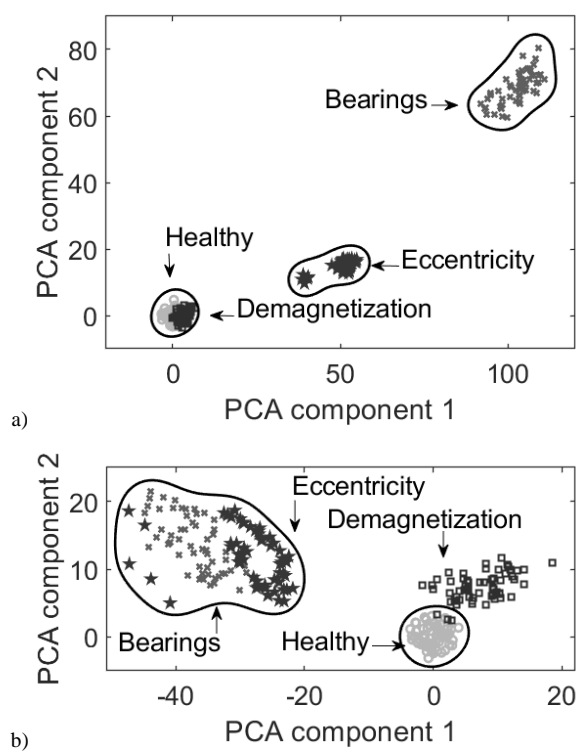 80
60
40
20
0
PCA component 2
Bearings
Healthy
Eccentricity
Demagnetization
0 50 100
PCA component 1
a)
20
10
0
PCA component 2
Eccentricity
Demagnetization
Bearings
Healthy
-40 -20 0 20
PCA component 1
b)